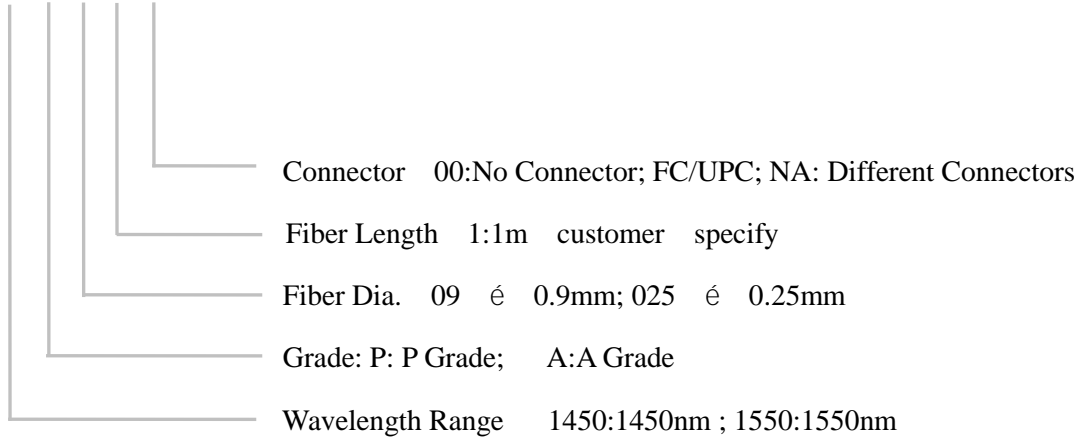 Connector 00:No Connector; FC/UPC; NA: Different Connectors
Fiber Length 1:1m customer specify
Fiber Dia. 09 é 0.9mm; 025 é 0.25mm
Grade: P: P Grade; A:A Grade
Wavelength Range 1450:1450nm ; 1550:1550nm